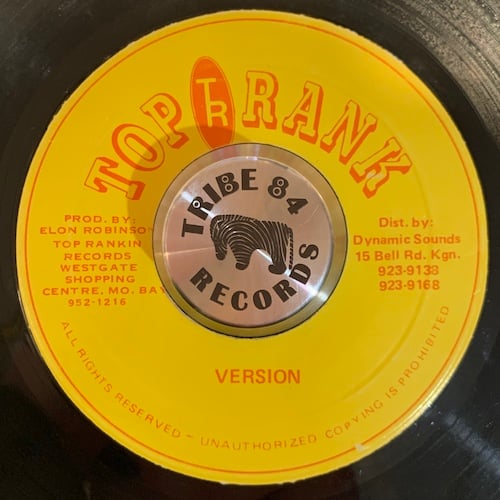 TOP TR RANK
TRIBE 84
RECORDS
PROD. BY:
ELON ROBINSON
TOP RANKIN
RECORDS
WESTGATE
SHOPPING
CENTRE, MO. BAY
952-1216
Dist. by:
Dynamic Sounds
15 Bell Rd. Kgn.
923-9138
923-9168
VERSION
ALL RIGHTS RESERVED – UNAUTHORIZED COPYING IS PROHIBITED